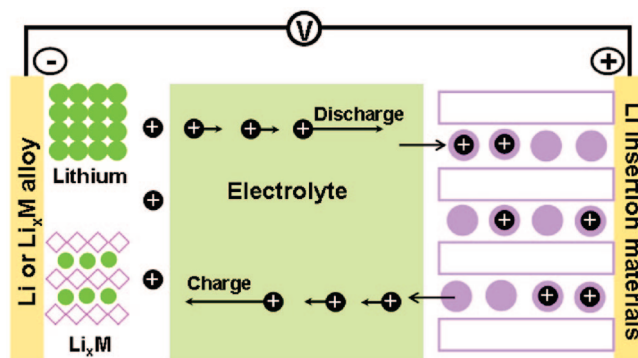 V
-
+
Li or LiₓM alloy
Lithium
+
+
+
+
+
+
Discharge
Electrolyte
Charge
+
+
+
LiₓM
+
+
+
+
+
+
LI insertion materials